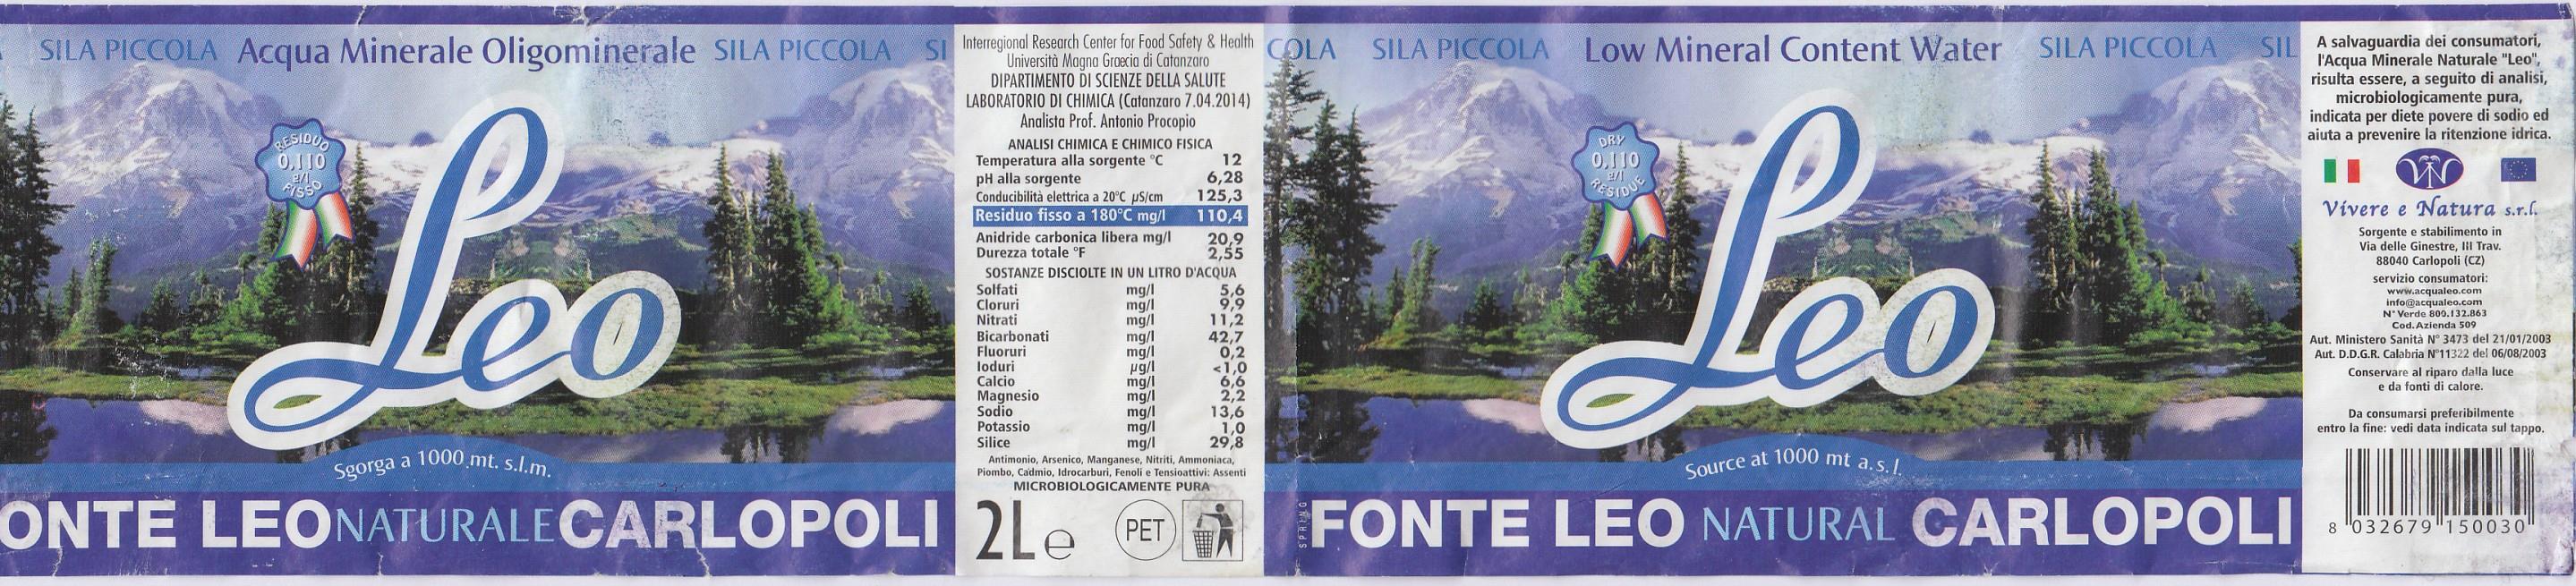 SILA PICCOLA Acqua Minerale Oligominerale SILA PICCOLA SI
RESIDUO
0,110
g/l
FISSO
Leo
Sgorga a 1000 mt. s.l.m.
ONTE LEO NATURALE CARLOPOLI
Interregional Research Center for Food Safety & Health
Università Magna Graecia di Catanzaro
DIPARTIMENTO DI SCIENZE DELLA SALUTE
LABORATORIO DI CHIMICA (Catanzaro 7.04.2014)
Analista Prof. Antonio Procopio
ANALISI CHIMICA E CHIMICO FISICA
Temperatura alla sorgente °C 12
pH alla sorgente 6,28
Conducibilità elettrica a 20°C µS/cm 125,3
Residuo fisso a 180°C mg/l 110,4
Anidride carbonica libera mg/l 20,9
Durezza totale °F 2,55
SOSTANZE DISCIOLTE IN UN LITRO D'ACQUA
Solfati mg/l 5,6
Cloruri mg/l 9,9
Nitrati mg/l 11,2
Bicarbonati mg/l 42,7
Fluoruri mg/l 0,2
Ioduri µg/l <1,0
Calcio mg/l 6,6
Magnesio mg/l 2,2
Sodio mg/l 13,6
Potassio mg/l 1,0
Silice mg/l 29,8
Antimonio, Arsenico, Manganese, Nitriti, Ammoniaca,
Piombo, Cadmio, Idrocarburi, Fenoli e Tensioattivi: Assenti
MICROBIOLOGICAMENTE PURA
2L e PET
COLA SILA PICCOLA Low Mineral Content Water SILA PICCOLA SIL
DRY
0,110
g/l
RESIDUE
Leo
Source at 1000 mt a.s.l.
SPRING
FONTE LEO NATURAL CARLOPOLI
A salvaguardia dei consumatori,
l'Acqua Minerale Naturale "Leo",
risulta essere, a seguito di analisi,
microbiologicamente pura,
indicata per diete povere di sodio ed
aiuta a prevenire la ritenzione idrica.
VN
Vivere e Natura s.r.l.
Sorgente e stabilimento in
Via delle Ginestre, III Trav.
88040 Carlopoli (CZ)
servizio consumatori:
www.acqualeo.com
info@acqualeo.com
N° Verde 800.132.863
Cod.Azienda 509
Aut. Ministero Sanità N° 3473 del 21/01/2003
Aut. D.D.G.R. Calabria N°11322 del 06/08/2003
Conservare al riparo dalla luce
e da fonti di calore.
Da consumarsi preferibilmente
entro la fine: vedi data indicata sul tappo.
8 032679 150030